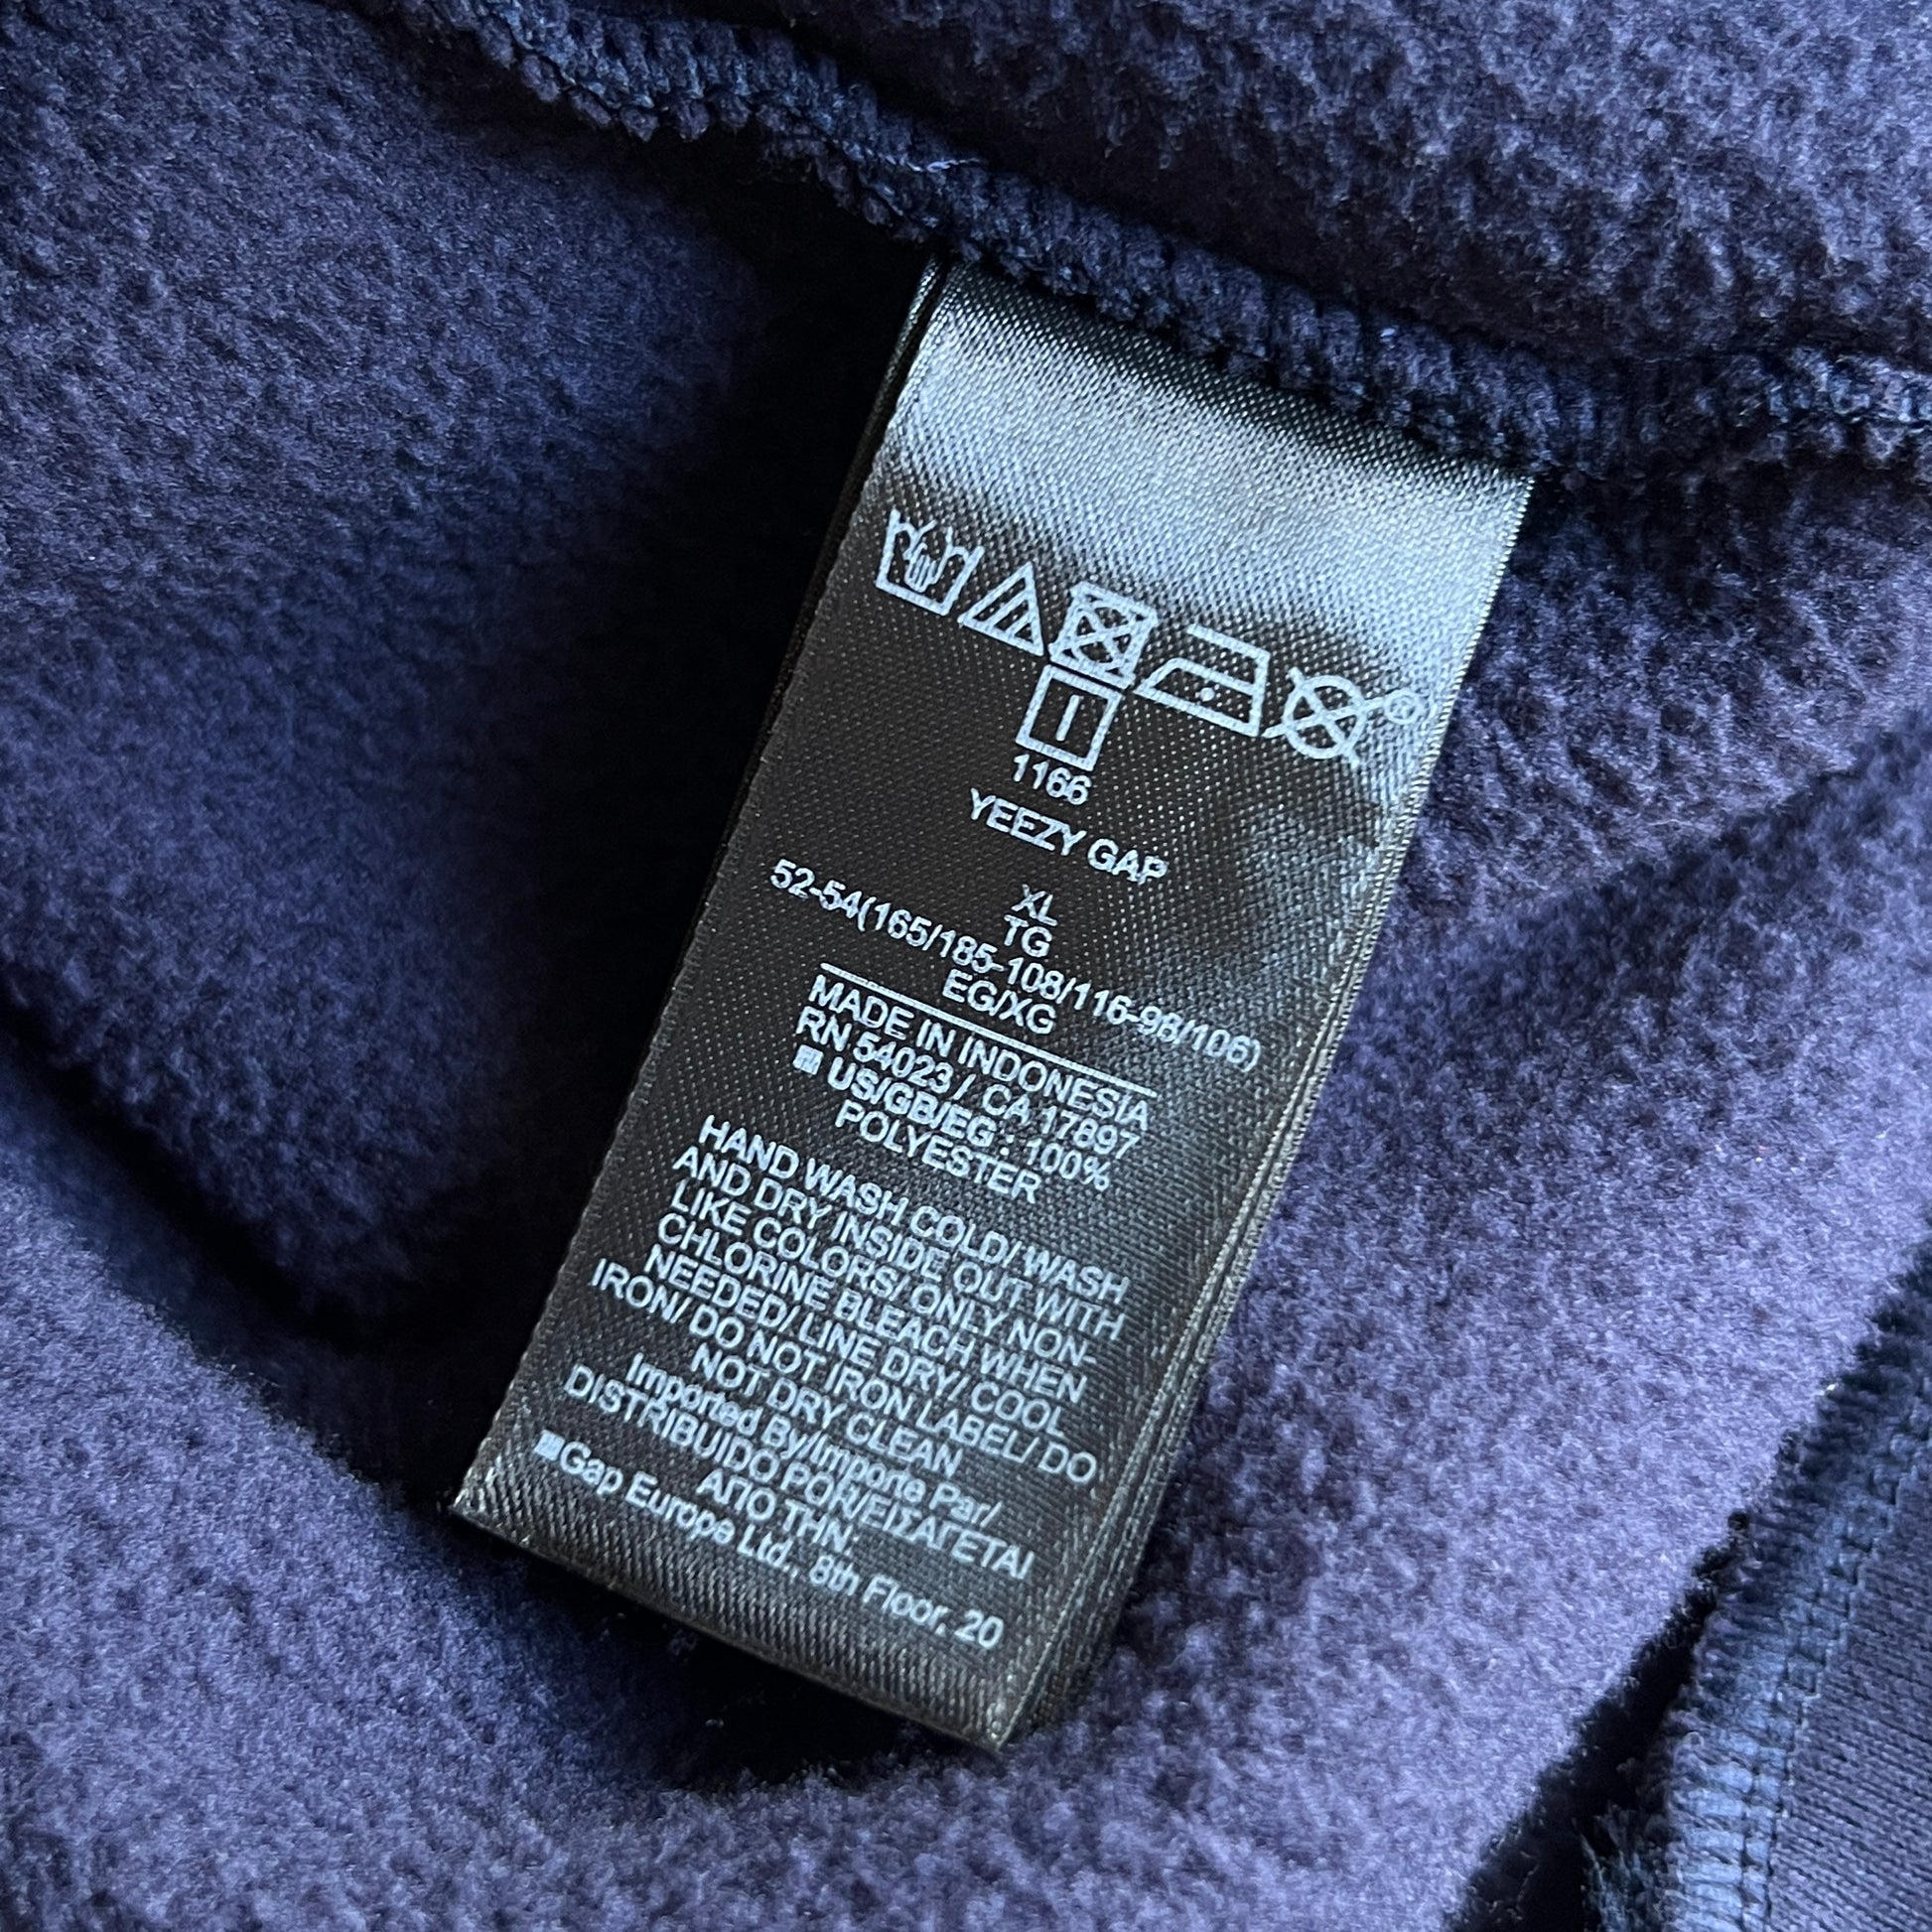 1166
YEEZY GAP
XL
TG
52-54(165/185-108/116-98/106)
EG/XG
MADE IN INDONESIA
RN 54023 / CA 17897
US/GB/EG : 100%
POLYESTER
HAND WASH COLD/ WASH
AND DRY INSIDE OUT WITH
LIKE COLORS/ ONLY NON-
CHLORINE BLEACH WHEN
NEEDED/ LINE DRY/ COOL
IRON/ DO NOT IRON LABEL/ DO
NOT DRY CLEAN
Imported By/Importe Par/
DISTRIBUIDO POR/ΕΙΣΑΓΕΤΑΙ
ΑΠΟ ΤΗΝ:
Gap Europe Ltd., 8th Floor, 20